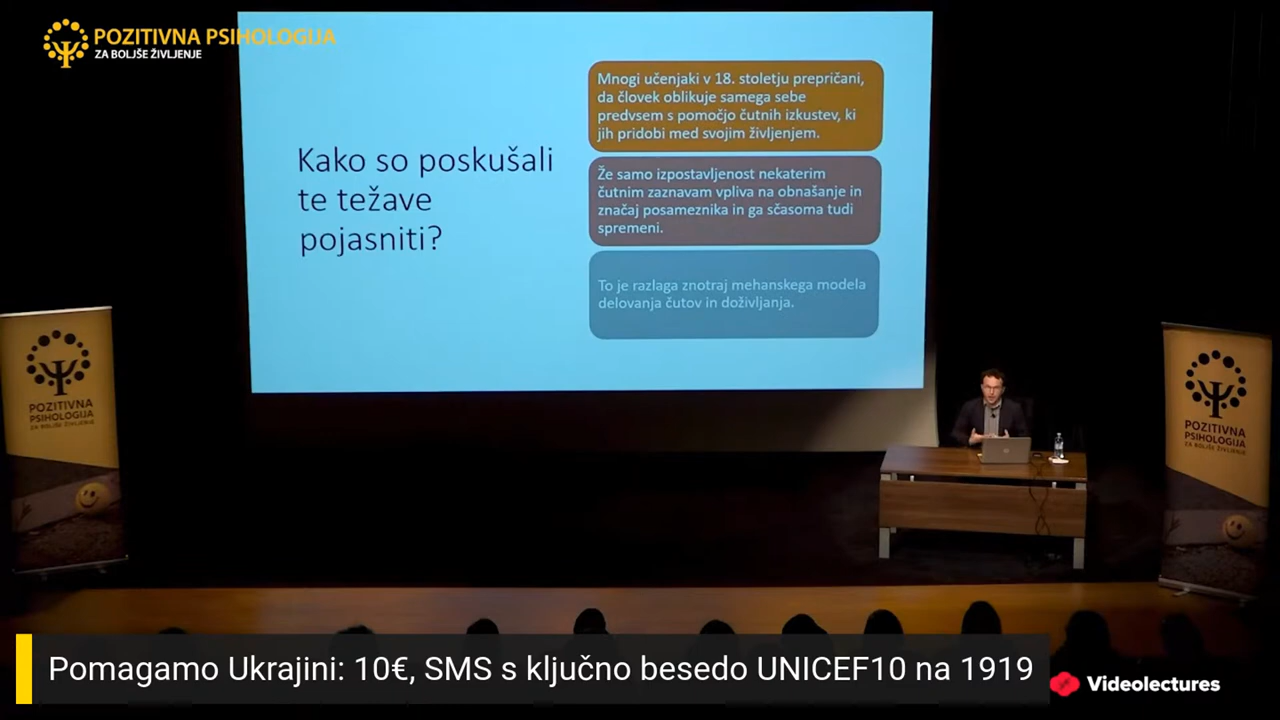 POZITIVNA PSIHOLOGIJA
ZA BOLJŠE ŽIVLJENJE
Kako so poskušali
te težave
pojasniti?
Mnogi učenjaki v 18. stoletju prepričani,
da človek oblikuje samega sebe
predvsem s pomočjo čutnih izkustev, ki
jih pridobi med svojim življenjem.
Že samo izpostavljenost nekaterim
čutnim zaznavam vpliva na obnašanje in
značaj posameznika in ga sčasoma tudi
spremeni.
To je razlaga znotraj mehanskega modela
delovanja čutov in doživljanja.
POZITIVNA
PSIHOLOGIJA
ZA BOLJŠE ŽIVLJENJE
POZITIVNA
PSIHOLOGIJA
ZA BOLJŠE ŽIVLJENJE
Pomagamo Ukrajini: 10€, SMS s ključno besedo UNICEF10 na 1919
Videolectures